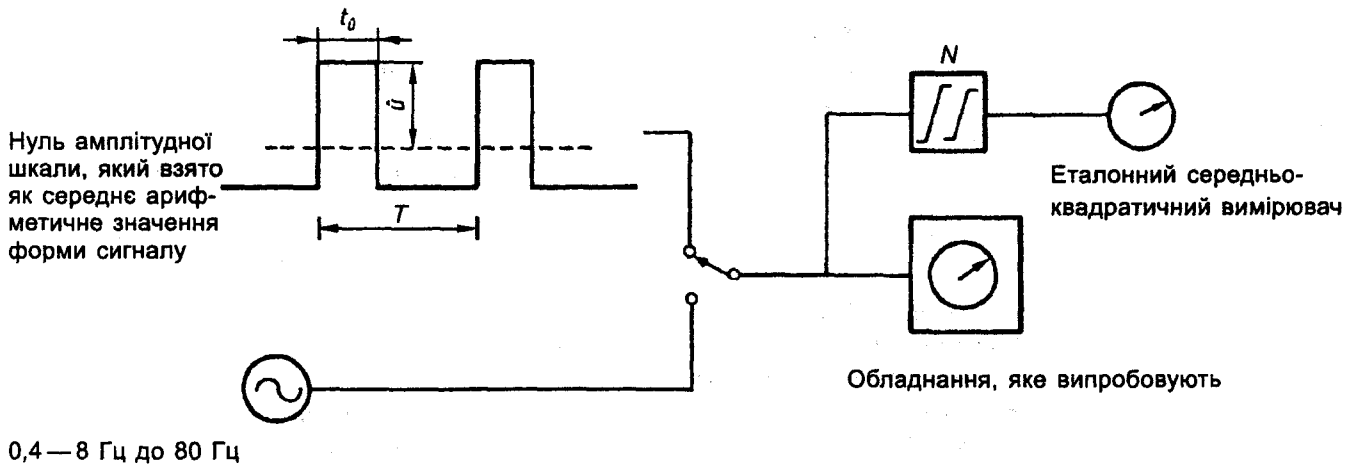 t₀
û
Нуль амплітудної
шкали, який взято
як середнє ариф-
метичне значення
форми сигналу
T
N
Еталонний середньо-
квадратичний вимірювач
Обладнання, яке випробовують
0,4 — 8 Гц до 80 Гц